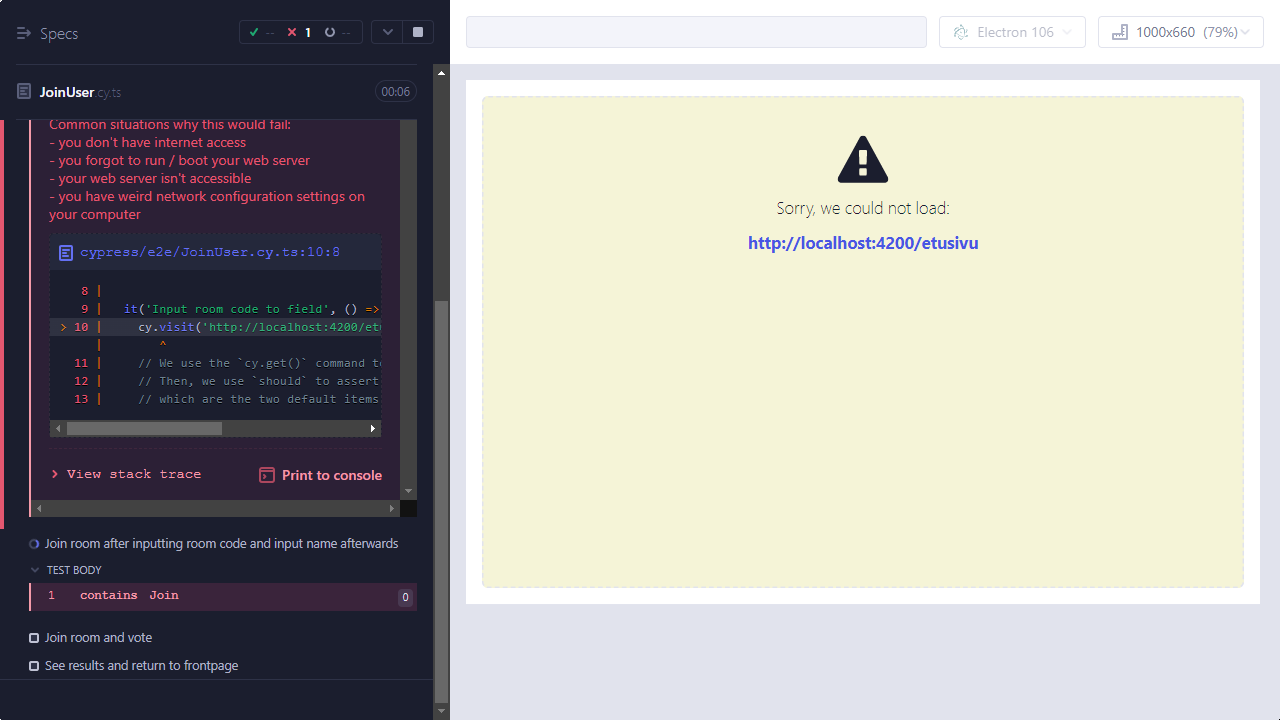 Specs
-- 1 --
JoinUser.cy.ts 00:06
Common situations why this would fail:
- you don't have internet access
- you forgot to run / boot your web server
- your web server isn't accessible
- you have weird network configuration settings on
your computer
cypress/e2e/JoinUser.cy.ts:10:8
8 |
9 | it('Input room code to field', () =>
> 10 | cy.visit('http://localhost:4200/etu
| ^
11 | // We use the `cy.get()` command to
12 | // Then, we use `should` to assert
13 | // which are the two default items
> View stack trace
Print to console
Join room after inputting room code and input name afterwards
TEST BODY
1 contains Join 0
Join room and vote
See results and return to frontpage
Electron 106
1000x660 (79%)
Sorry, we could not load:
http://localhost:4200/etusivu